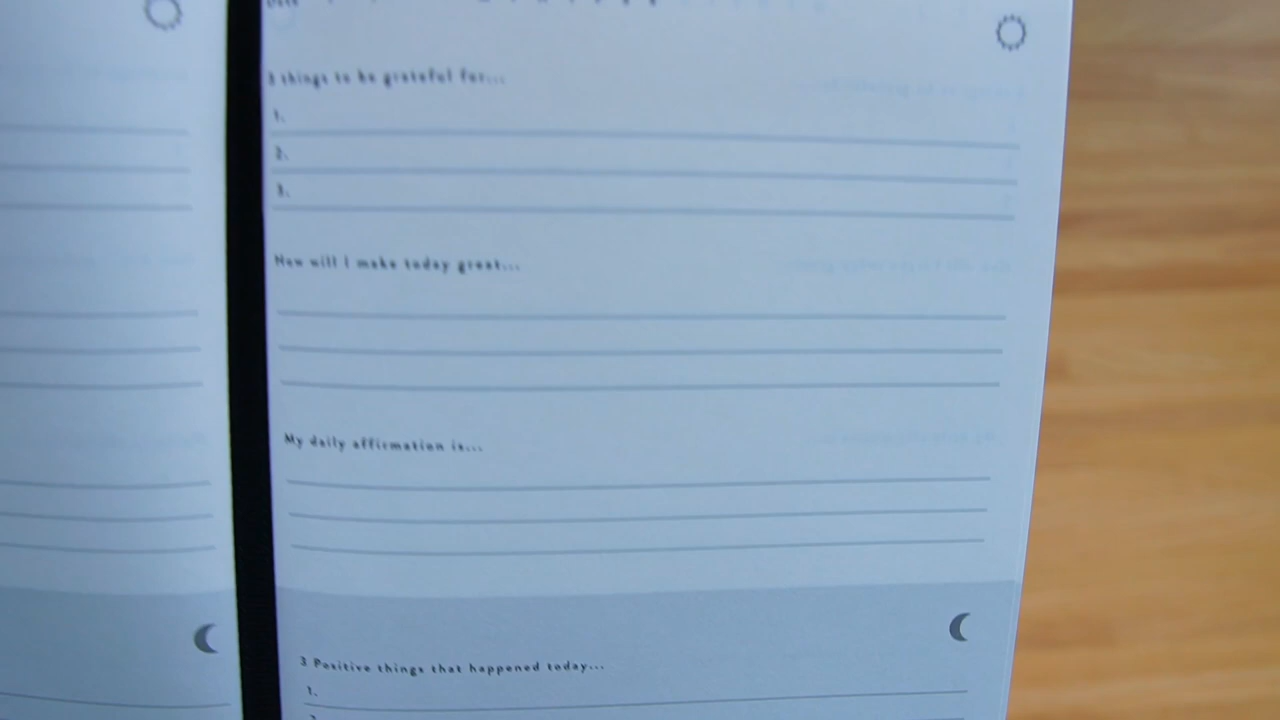 Date
3 things to be grateful for...
1.
2.
3.
How will I make today great...
My daily affirmation is...
3 Positive things that happened today...
1.